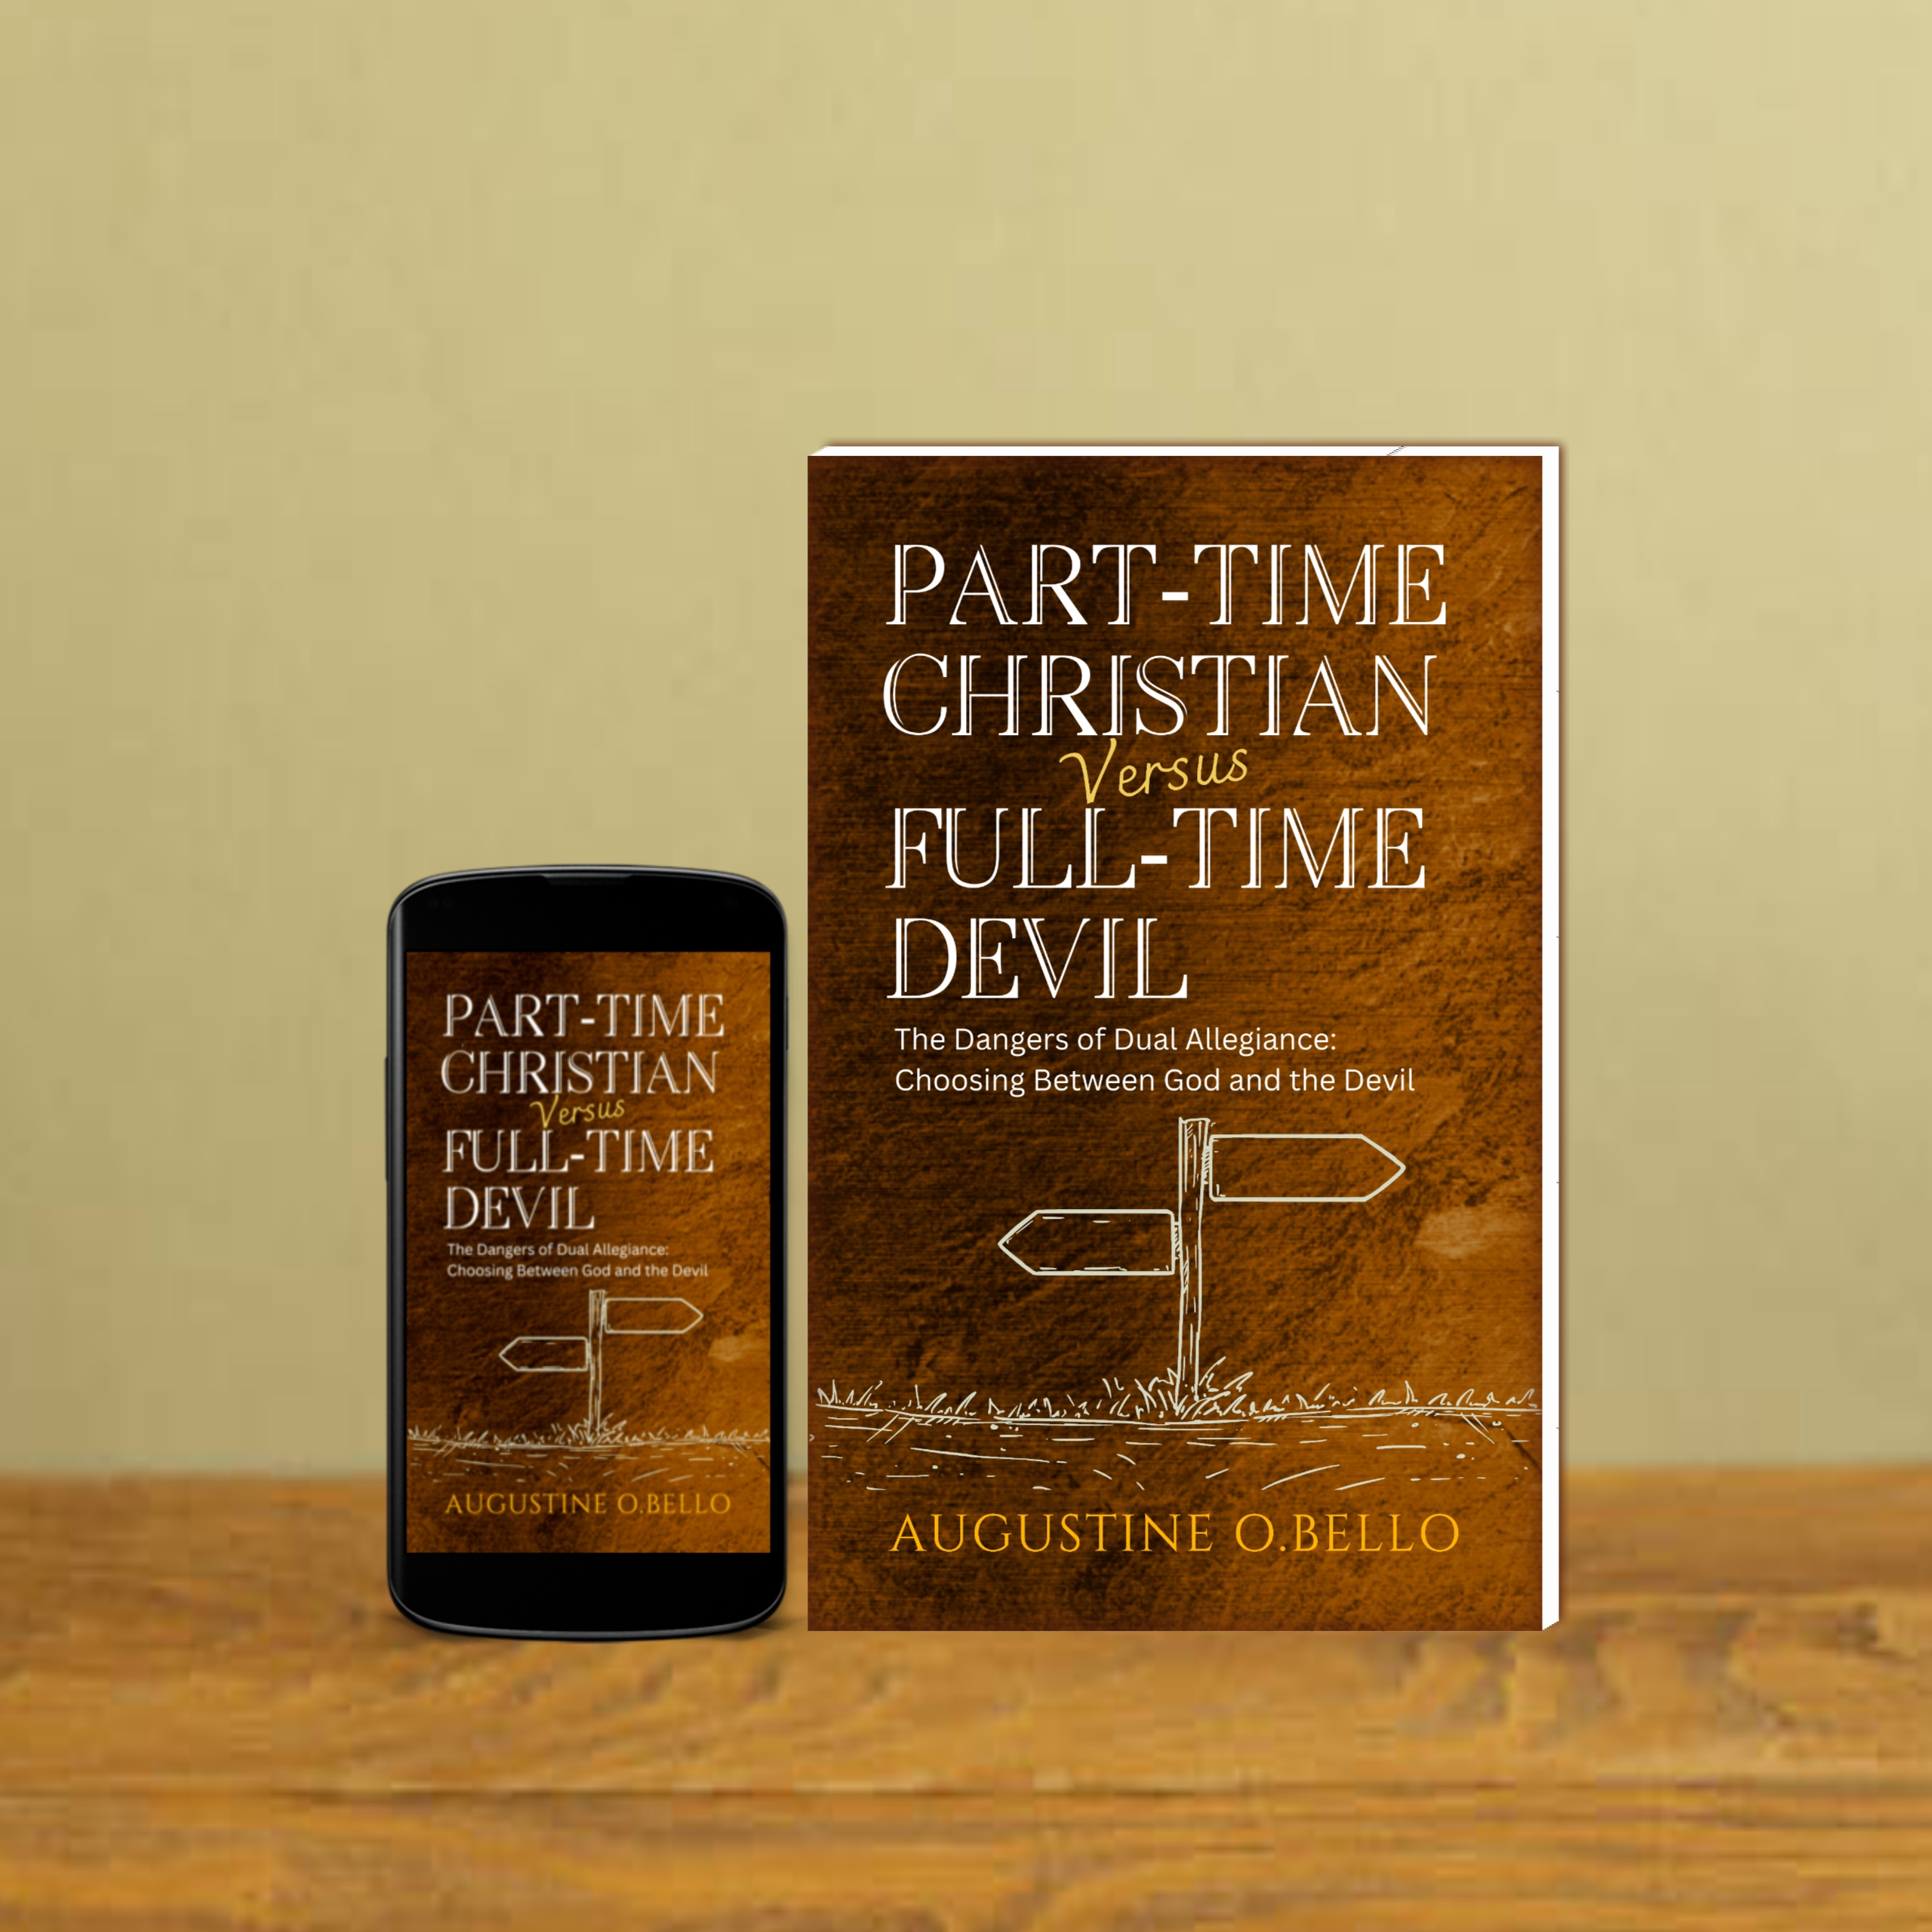 PART-TIME
CHRISTIAN
Versus
FULL-TIME
DEVIL
The Dangers of Dual Allegiance:
Choosing Between God and the Devil
AUGUSTINE O.BELLO
PART-TIME
CHRISTIAN
Versus
FULL-TIME
DEVIL
The Dangers of Dual Allegiance:
Choosing Between God and the Devil
AUGUSTINE O.BELLO